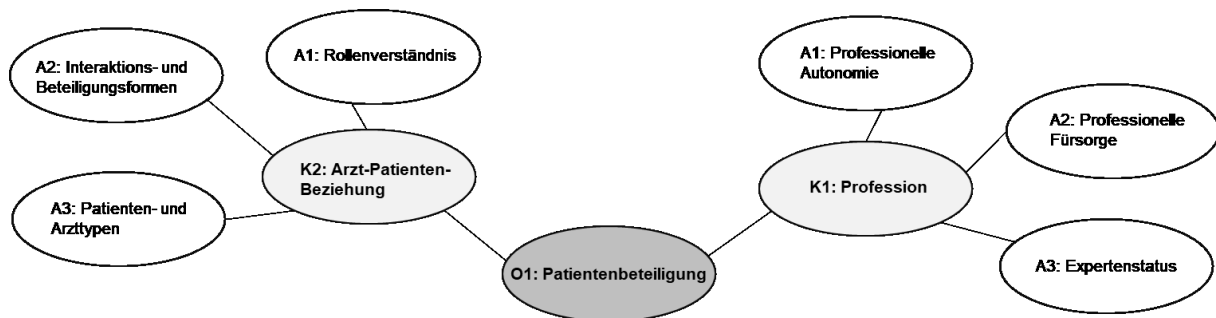 A1: Rollenverständnis
A2: Interaktions- und
Beteiligungsformen
K2: Arzt-Patienten-
Beziehung
A3: Patienten- und
Arzttypen
O1: Patientenbeteiligung
A1: Professionelle
Autonomie
A2: Professionelle
Fürsorge
K1: Profession
A3: Expertenstatus